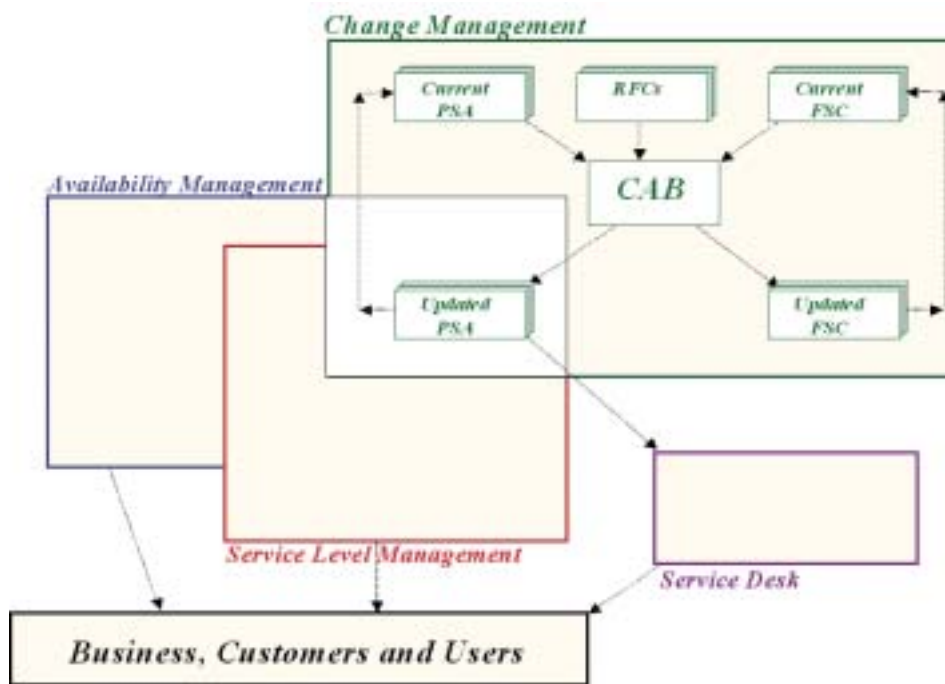 Change Management
Current
PSA
RFCs
Current
FSC
Availability Management
CAB
Updated
PSA
Updated
FSC
Service Level Management
Service Desk
Business, Customers and Users